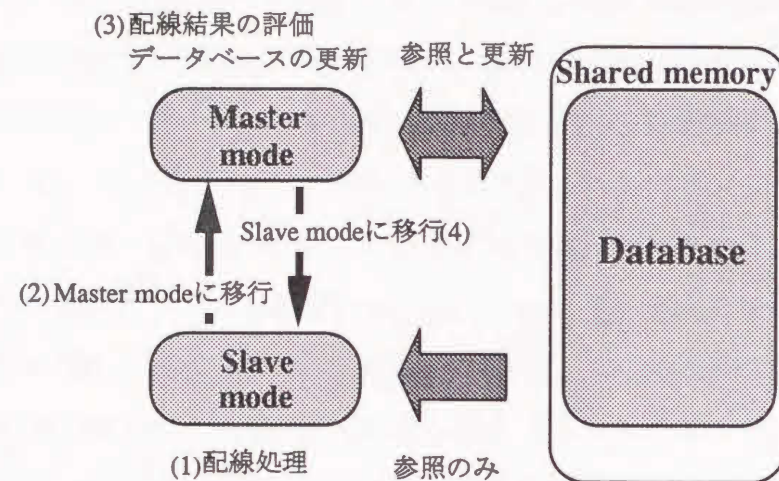 (3)配線結果の評価
データベースの更新
参照と更新
Shared memory
Master
mode
Database
Slave modeに移行(4)
(2)Master modeに移行
Slave
mode
(1)配線処理
参照のみ